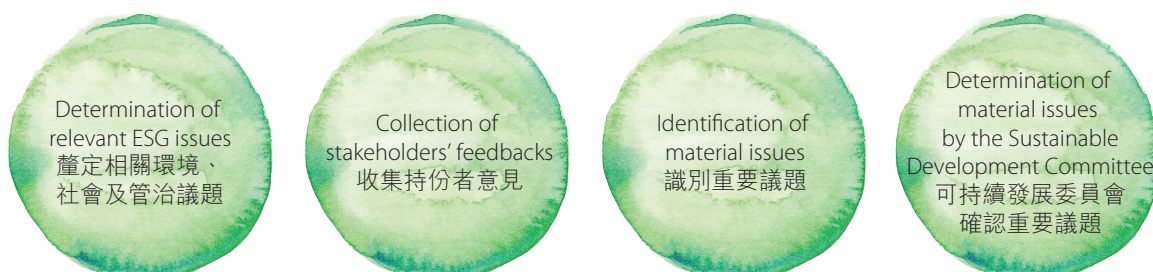 Determination of
relevant ESG issues
釐定相關環境、
社會及管治議題
Collection of
stakeholders’ feedbacks
收集持份者意見
Identification of
material issues
識別重要議題
Determination of
material issues
by the Sustainable
Development Committee
可持續發展委員會
確認重要議題